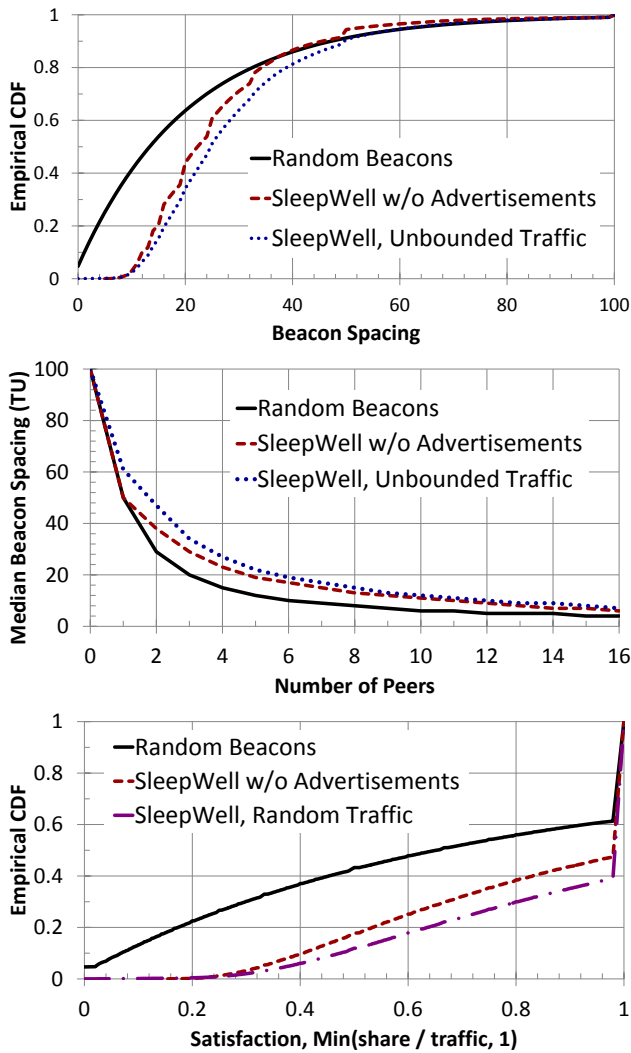 1
0.8
0.6
0.4
0.2
0
Empirical CDF
Random Beacons
SleepWell w/o Advertisements
SleepWell, Unbounded Traffic
0 20 40 60 80 100
Beacon Spacing
100
80
60
40
20
0
Median Beacon Spacing (TU)
Random Beacons
SleepWell w/o Advertisements
SleepWell, Unbounded Traffic
0 2 4 6 8 10 12 14 16
Number of Peers
1
0.8
0.6
0.4
0.2
0
Empirical CDF
Random Beacons
SleepWell w/o Advertisements
SleepWell, Random Traffic
0 0.2 0.4 0.6 0.8 1
Satisfaction, Min(share / traffic, 1)